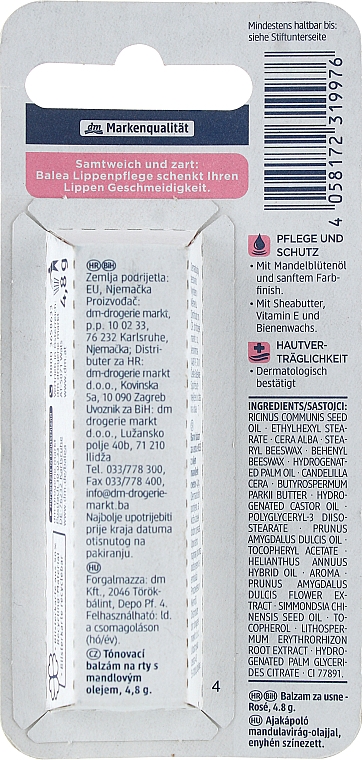 Mindestens haltbar bis:
siehe Stiftunterseite
dm Markenqualität
Samtweich und zart:
Balea Lippenpflege schenkt Ihren
Lippen Geschmeidigkeit.
4 058172 319976
PFLEGE UND
SCHUTZ
• Mit Mandelblütenöl
und sanftem Farb-
finish.
• Mit Sheabutter,
Vitamin E und
Bienenwachs.
HAUTVER-
TRÄGLICHKEIT
• Dermatologisch
bestätigt
INGREDIENTS/SASTOJCI:
RICINUS COMMUNIS SEED
OIL • ETHYLHEXYL STEA-
RATE • CERA ALBA • STE-
ARYL BEESWAX • BEHENYL
BEESWAX • HYDROGENAT-
ED PALM OIL • CANDELILLA
CERA • BUTYROSPERMUM
PARKII BUTTER • HYDRO-
GENATED CASTOR OIL •
POLYGLYCERYL-3 DIISO-
STEARATE • PRUNUS
AMYGDALUS DULCIS OIL •
TOCOPHERYL ACETATE •
HELIANTHUS ANNUUS
HYBRID OIL • AROMA •
PRUNUS AMYGDALUS
DULCIS FLOWER EX-
TRACT • SIMMONDSIA CHI-
NENSIS SEED OIL • TO-
COPHEROL • LITHOSPER-
MUM ERYTHRORHIZON
ROOT EXTRACT • HYDRO-
GENATED PALM GLYCERI-
DES CITRATE • CI 77891
HR BIH Balzam za usne -
Rosé, 4,8 g.
HU Ajakápoló
mandulavirág-olajjal,
enyhén színezett.
4,8 g
HR BIH
Zemlja podrijetla:
EU, Njemačka
Proizvođač:
dm-drogerie markt,
p.p. 10 02 33,
76 232 Karlsruhe,
Njemačka; Distri-
buter za HR:
dm-drogerie markt
d.o.o., Kovinska
5a, 10 090 Zagreb
Uvoznik za BiH: dm
drogerie markt
d.o.o., Lužansko
polje 40b, 71 210
Ilidža
Tel. 033/778 300,
Fax 033/778 400,
info@dm-drogerie-
markt.ba
Najbolje upotrijebiti
prije kraja datuma
otisnutog na
pakiranju.
HU
Forgalmazza: dm
Kft., 2046 Török-
bálint, Depo Pf. 4.
Felhasználható: ld.
a csomagoláson
(hó/év).
CZ Tónovací
balzám na rty s
mandlovým
olejem, 4,8 g.
4